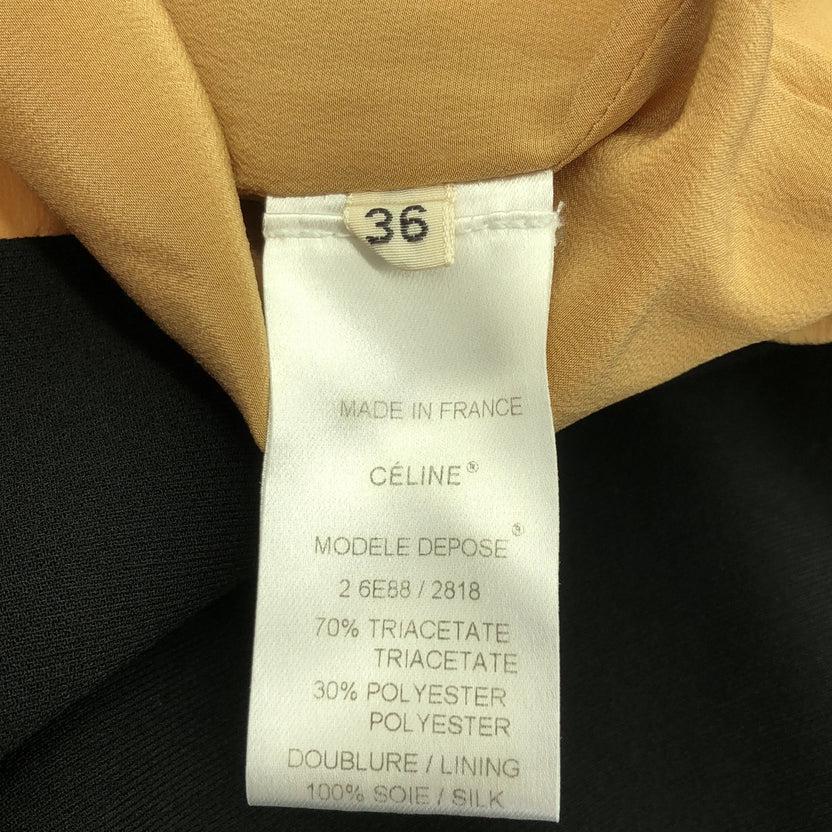 36
MADE IN FRANCE
CÉLINE®
MODELE DEPOSE®
2 6E88 / 2818
70% TRIACETATE
TRIACETATE
30% POLYESTER
POLYESTER
DOUBLURE / LINING
100% SOIE / SILK